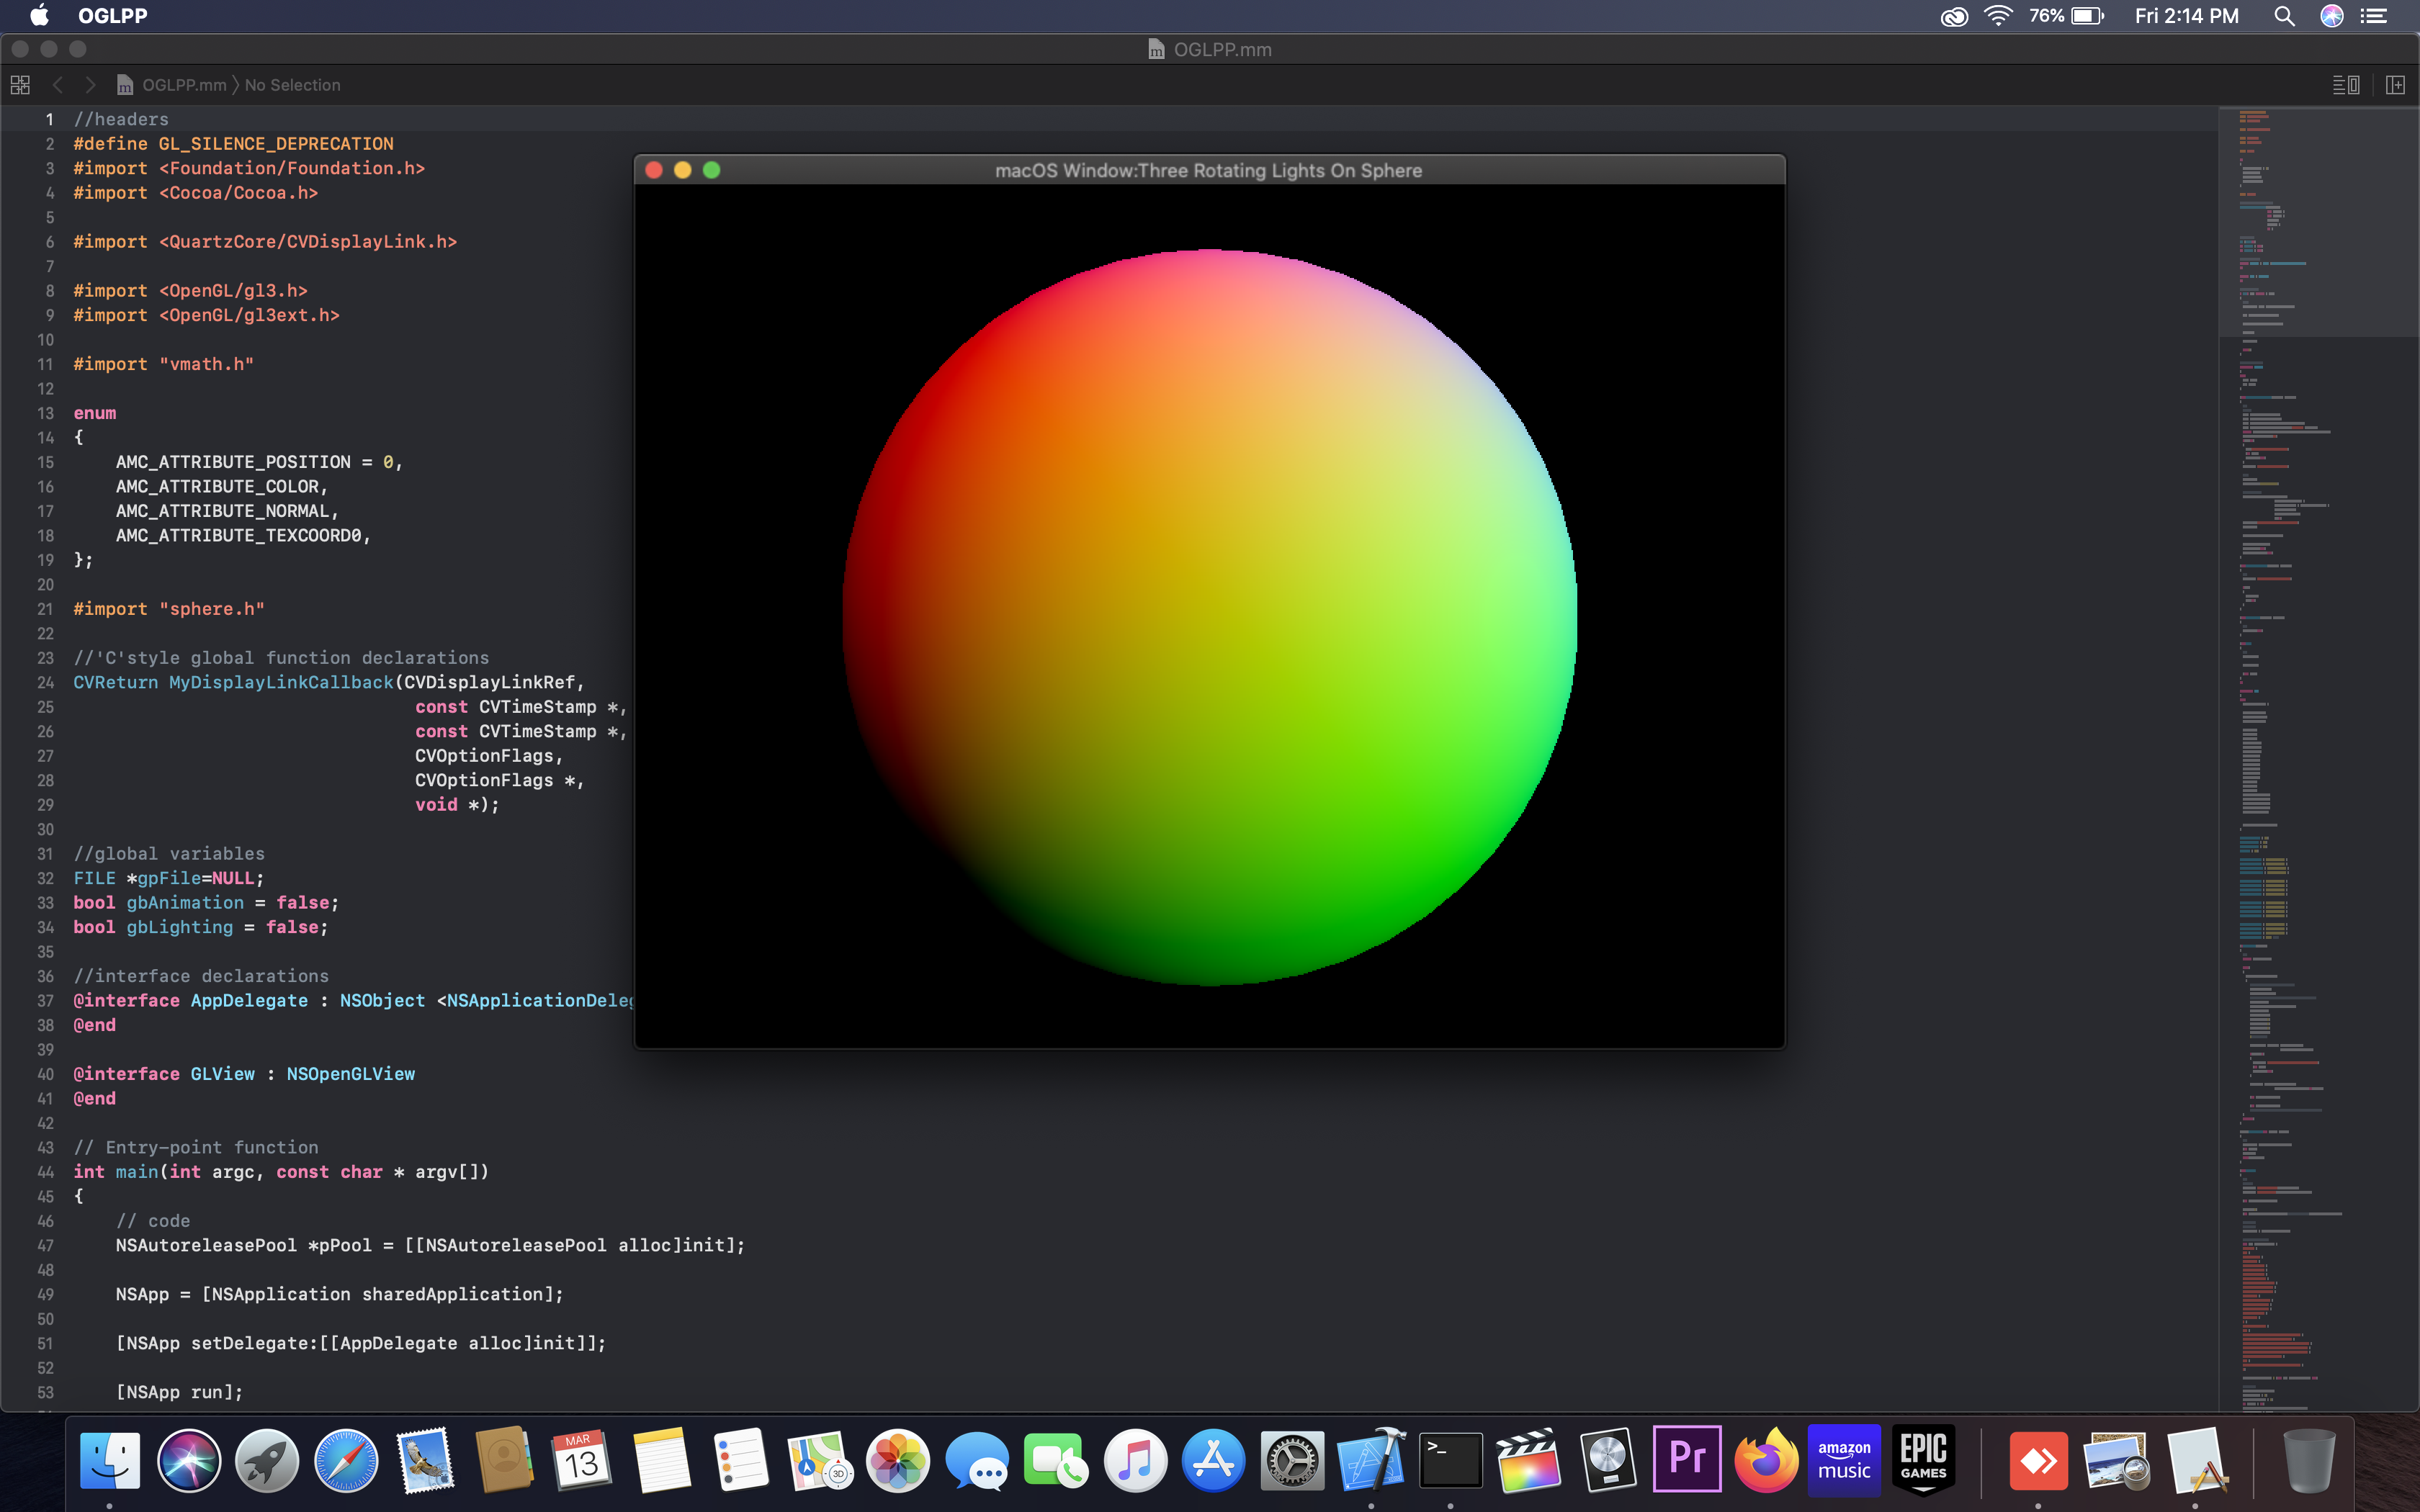 OGLPP
76%
Fri 2:14 PM
OGLPP.mm
OGLPP.mm 〉 No Selection
1 //headers
2 #define GL_SILENCE_DEPRECATION
3 #import <Foundation/Foundation.h>
4 #import <Cocoa/Cocoa.h>
5
6 #import <QuartzCore/CVDisplayLink.h>
7
8 #import <OpenGL/gl3.h>
9 #import <OpenGL/gl3ext.h>
10
11 #import "vmath.h"
12
13 enum
14 {
15 AMC_ATTRIBUTE_POSITION = 0,
16 AMC_ATTRIBUTE_COLOR,
17 AMC_ATTRIBUTE_NORMAL,
18 AMC_ATTRIBUTE_TEXCOORD0,
19 };
20
21 #import "sphere.h"
22
23 //'C'style global function declarations
24 CVReturn MyDisplayLinkCallback(CVDisplayLinkRef,
25 const CVTimeStamp *,
26 const CVTimeStamp *,
27 CVOptionFlags,
28 CVOptionFlags *,
29 void *);
30
31 //global variables
32 FILE *gpFile=NULL;
33 bool gbAnimation = false;
34 bool gbLighting = false;
35
36 //interface declarations
37 @interface AppDelegate : NSObject <NSApplicationDeleg
38 @end
39
40 @interface GLView : NSOpenGLView
41 @end
42
43 // Entry-point function
44 int main(int argc, const char * argv[])
45 {
46 // code
47 NSAutoreleasePool *pPool = [[NSAutoreleasePool alloc]init];
48
49 NSApp = [NSApplication sharedApplication];
50
51 [NSApp setDelegate:[[AppDelegate alloc]init]];
52
53 [NSApp run];
macOS Window:Three Rotating Lights On Sphere
MAR
13
3D
>_
Pr
amazon
music
EPIC
GAMES